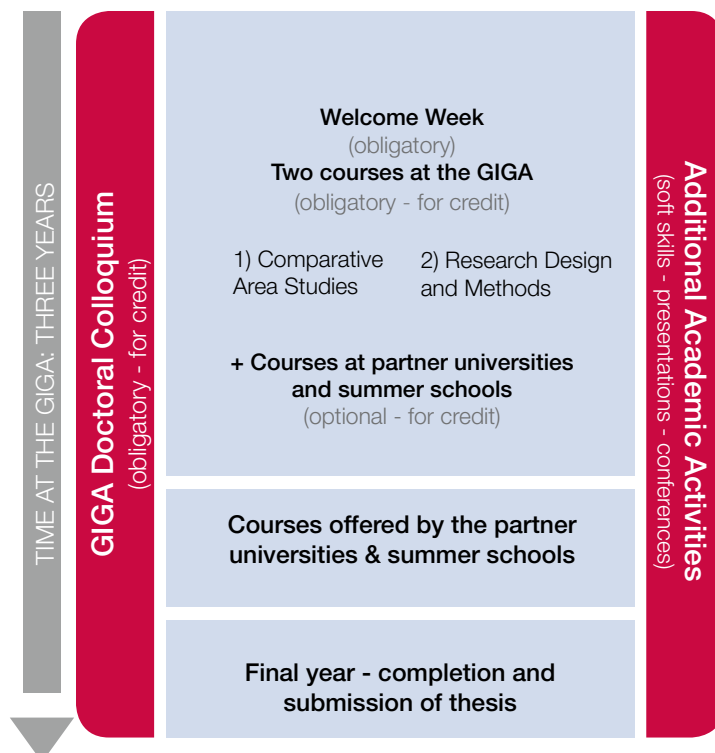 TIME AT THE GIGA: THREE YEARS
GIGA Doctoral Colloquium
(obligatory - for credit)
Welcome Week
(obligatory)
Two courses at the GIGA
(obligatory - for credit)
1) Comparative
Area Studies
2) Research Design
and Methods
+ Courses at partner universities
and summer schools
(optional - for credit)
Courses offered by the partner
universities & summer schools
Final year - completion and
submission of thesis
Additional Academic Activities
(soft skills - presentations - conferences)